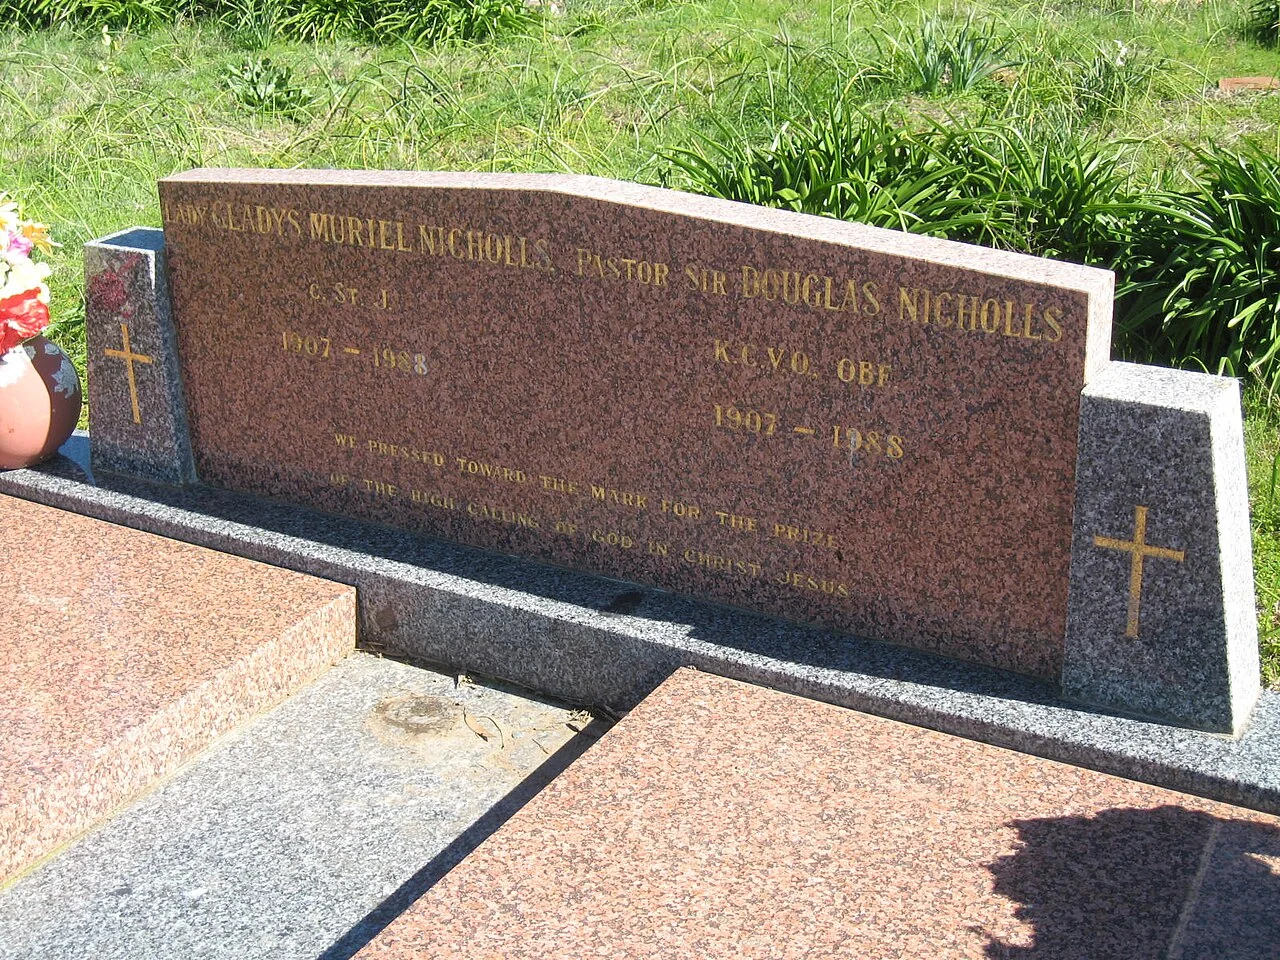 LADY GLADYS MURIEL NICHOLLS.
C. ST. J.
1907 – 1988
PASTOR SIR DOUGLAS NICHOLLS
K.C.V.O. OBE
1907 – 1988
WE PRESSED TOWARD THE MARK FOR THE PRIZE
OF THE HIGH CALLING OF GOD IN CHRIST JESUS